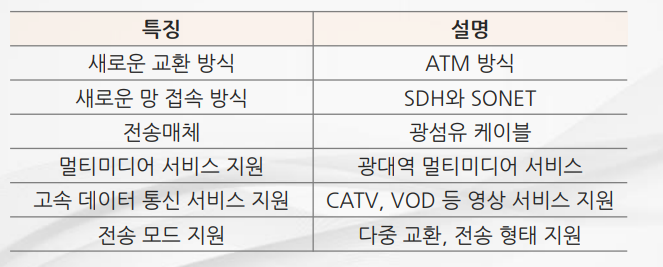 특징 설명
새로운 교환 방식 ATM 방식
새로운 망 접속 방식 SDH와 SONET
전송매체 광섬유 케이블
멀티미디어 서비스 지원 광대역 멀티미디어 서비스
고속 데이터 통신 서비스 지원 CATV, VOD 등 영상 서비스 지원
전송 모드 지원 다중 교환, 전송 형태 지원